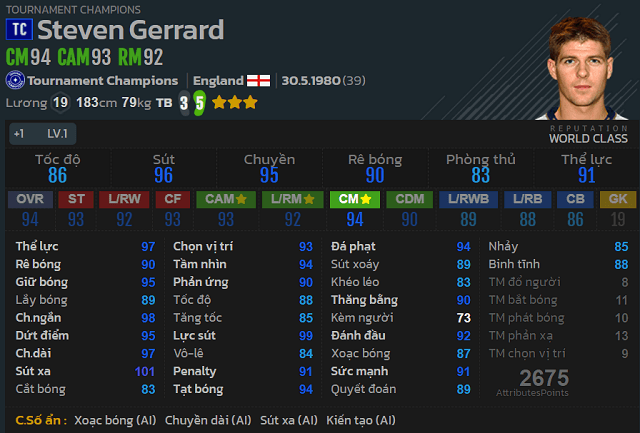 TOURNAMENT CHAMPIONS
TC Steven Gerrard
CM94 CAM93 RM92
Tournament Champions England 30.5.1980 (39)
Lương 19 183cm 79kg TB 3 5
+1 LV.1
REPUTATION
WORLD CLASS
Tốc độ Sút Chuyền Rê bóng Phòng thủ Thể lực
86 96 95 90 83 91
OVR ST L/RW CF CAM L/RM CM CDM L/RWB L/RB CB GK
94 93 92 93 93 92 94 90 89 88 86 19
Thể lực 97 Chọn vị trí 93 Đá phạt 94 Nhảy 85
Rê bóng 90 Tầm nhìn 94 Sút xoáy 89 Bình tĩnh 88
Giữ bóng 95 Phản ứng 90 Khéo léo 83 TM đổ người 8
Lấy bóng 89 Tốc độ 88 Thăng bằng 90 TM bắt bóng 11
Ch.ngắn 98 Tăng tốc 85 Kèm người 73 TM phát bóng 10
Dứt điểm 95 Lực sút 99 Đánh đầu 92 TM phản xạ 13
Ch.dài 97 Vô-lê 84 Xoạc bóng 87 TM chọn vị trí 9
Sút xa 101 Penalty 91 Sức mạnh 91 2675
Cắt bóng 83 Tạt bóng 94 Quyết đoán 89 AttributesPoints
C.Số ẩn : Xoạc bóng (AI) Chuyền dài (AI) Sút xa (AI) Kiến tạo (AI)